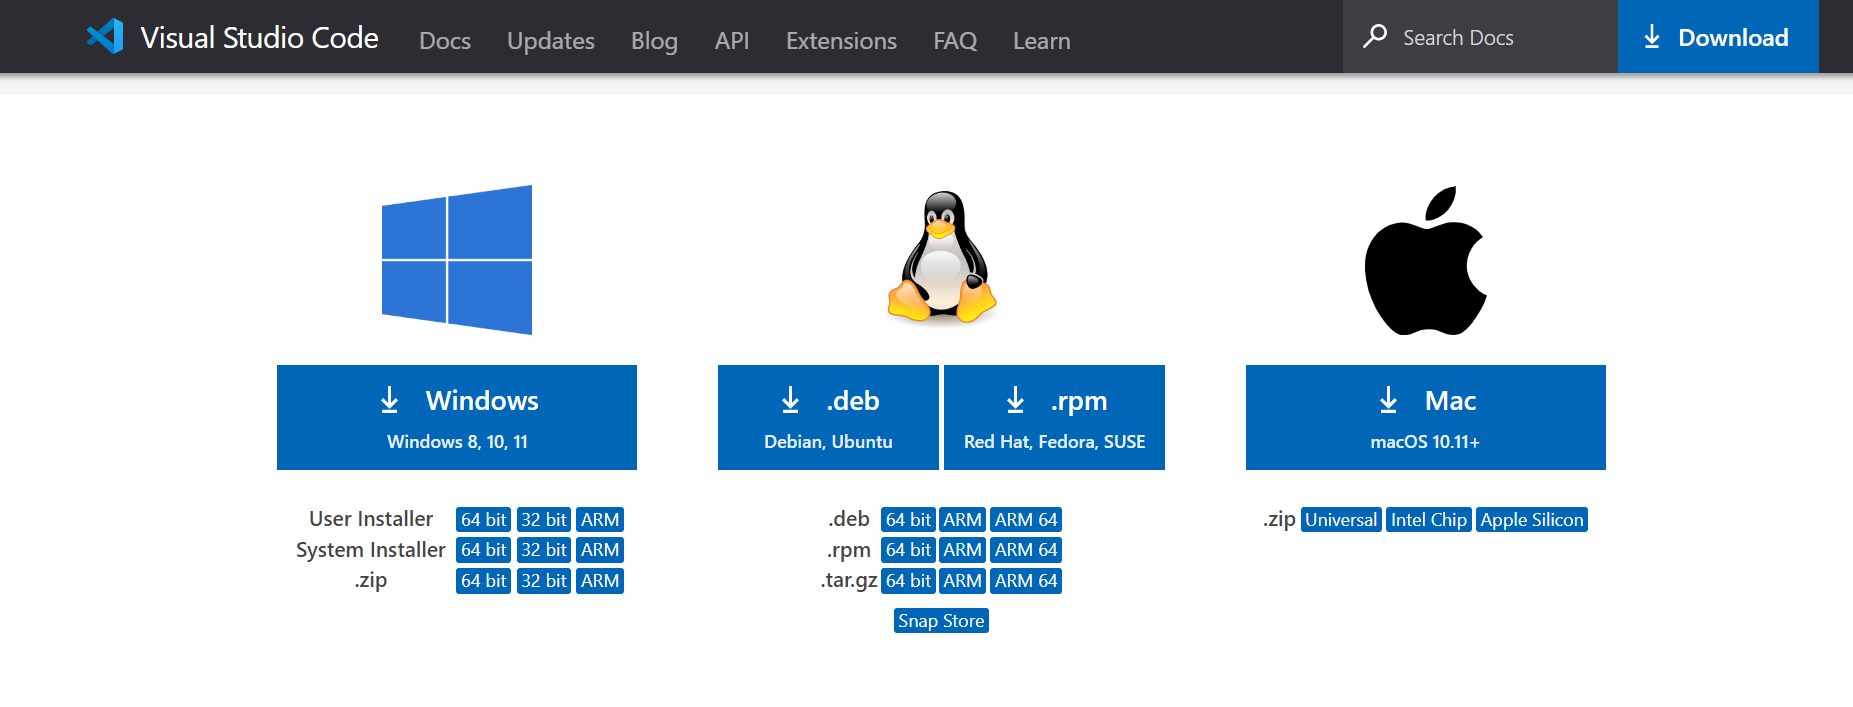 Visual Studio Code Docs Updates Blog API Extensions FAQ Learn Search Docs Download
Windows
Windows 8, 10, 11
User Installer 64 bit 32 bit ARM
System Installer 64 bit 32 bit ARM
.zip 64 bit 32 bit ARM
.deb
Debian, Ubuntu
.rpm
Red Hat, Fedora, SUSE
.deb 64 bit ARM ARM 64
.rpm 64 bit ARM ARM 64
.tar.gz 64 bit ARM ARM 64
Snap Store
Mac
macOS 10.11+
.zip Universal Intel Chip Apple Silicon